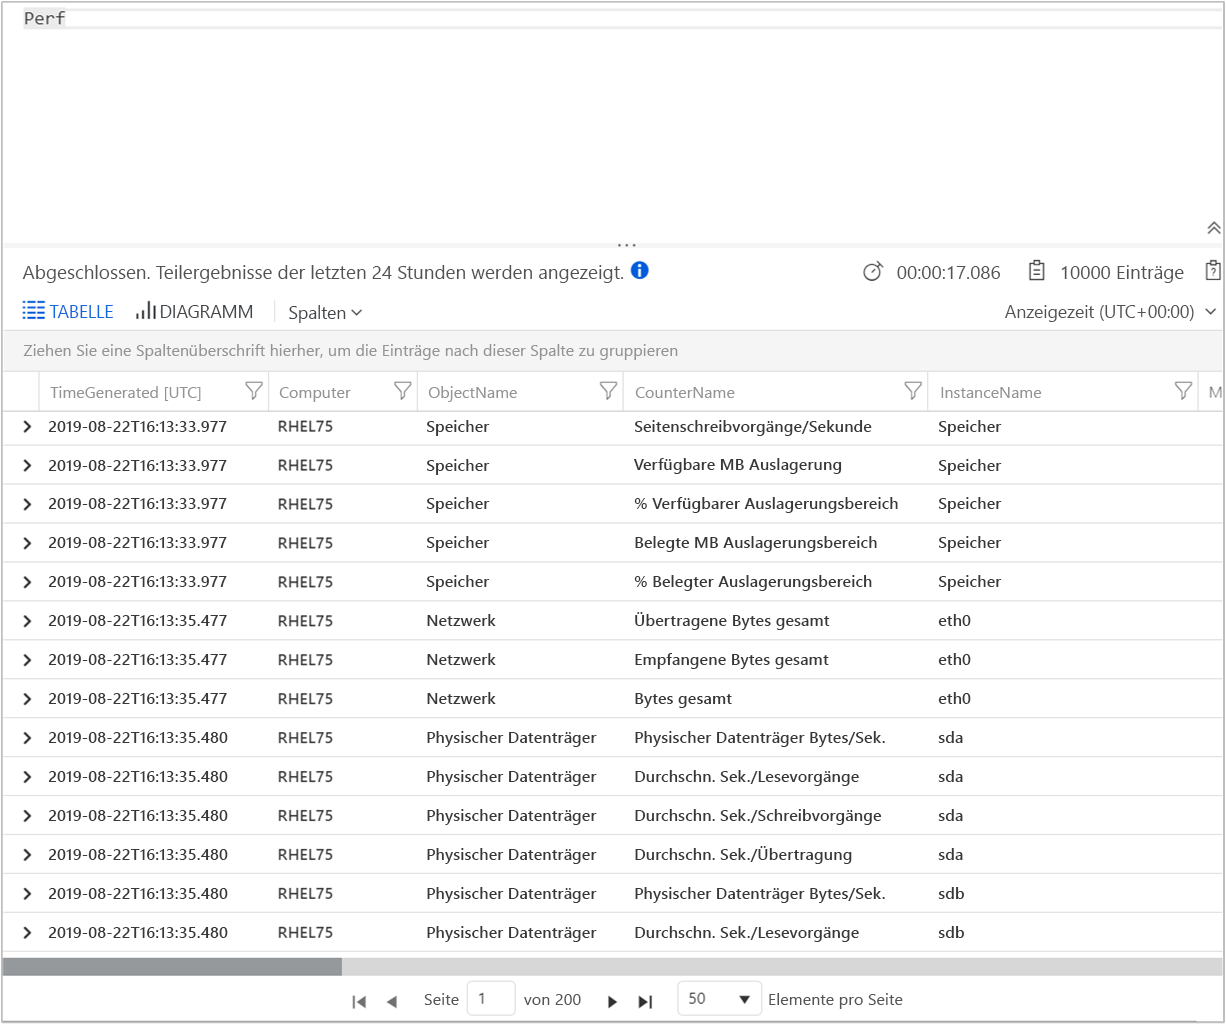 Perf
...
Abgeschlossen. Teilergebnisse der letzten 24 Stunden werden angezeigt. 00:00:17.086 10000 Einträge
TABELLE DIAGRAMM Spalten Anzeigezeit (UTC+00:00)
Ziehen Sie eine Spaltenüberschrift hierher, um die Einträge nach dieser Spalte zu gruppieren
TimeGenerated [UTC] Computer ObjectName CounterName InstanceName M
2019-08-22T16:13:33.977 RHEL75 Speicher Seitenschreibvorgänge/Sekunde Speicher
2019-08-22T16:13:33.977 RHEL75 Speicher Verfügbare MB Auslagerung Speicher
2019-08-22T16:13:33.977 RHEL75 Speicher % Verfügbarer Auslagerungsbereich Speicher
2019-08-22T16:13:33.977 RHEL75 Speicher Belegte MB Auslagerungsbereich Speicher
2019-08-22T16:13:33.977 RHEL75 Speicher % Belegter Auslagerungsbereich Speicher
2019-08-22T16:13:35.477 RHEL75 Netzwerk Übertragene Bytes gesamt eth0
2019-08-22T16:13:35.477 RHEL75 Netzwerk Empfangene Bytes gesamt eth0
2019-08-22T16:13:35.477 RHEL75 Netzwerk Bytes gesamt eth0
2019-08-22T16:13:35.480 RHEL75 Physischer Datenträger Physischer Datenträger Bytes/Sek. sda
2019-08-22T16:13:35.480 RHEL75 Physischer Datenträger Durchschn. Sek./Lesevorgänge sda
2019-08-22T16:13:35.480 RHEL75 Physischer Datenträger Durchschn. Sek./Schreibvorgänge sda
2019-08-22T16:13:35.480 RHEL75 Physischer Datenträger Durchschn. Sek./Übertragung sda
2019-08-22T16:13:35.480 RHEL75 Physischer Datenträger Physischer Datenträger Bytes/Sek. sdb
2019-08-22T16:13:35.480 RHEL75 Physischer Datenträger Durchschn. Sek./Lesevorgänge sdb
Seite 1 von 200 50 Elemente pro Seite